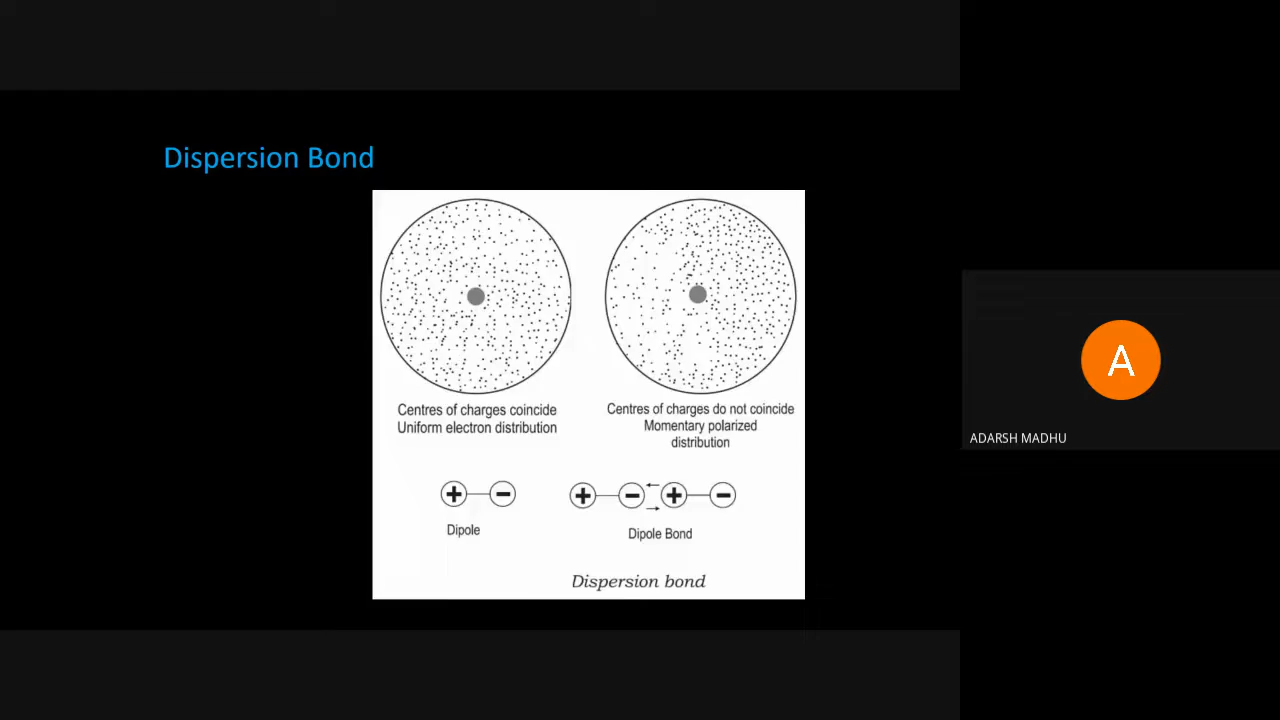 Dispersion Bond
Centres of charges coincide
Uniform electron distribution
Centres of charges do not coincide
Momentary polarized
distribution
+ − 
+ − + −
Dipole
Dipole Bond
Dispersion bond
A
ADARSH MADHU